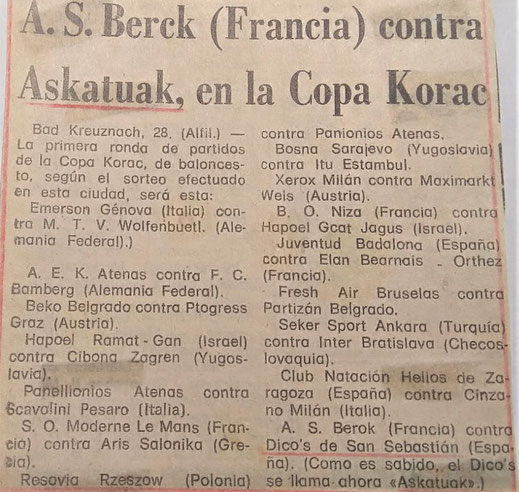 A. S. Berck (Francia) contra
Askatuak, en la Copa Korac
Bad Kreuznach, 28. (Alfil.) —
La primera ronda de partidos
de la Copa Korac, de balonces-
to, según el sorteo efectuado
en esta ciudad, será esta:
Emerson Génova (Italia) con-
tra M. T. V. Wolfenbuetl. (Ale-
mania Federal).)
A. E. K. Atenas contra F. C.
Bamberg (Alemania Federal).
Beko Belgrado contra Ptogress
Graz (Austria).
Hapoel Ramat-Gan (Israel)
contra Cibona Zagren (Yugos-
lavia).
Panellionios Atenas contra
Scavolini Pesaro (Italia).
S. O. Moderne Le Mans (Fran-
cia) contra Aris Salonika (Gre-
cia).
Resovia Rzeszow (Polonia)
contra Panionios Atenas.
Bosna Sarajevo (Yugoslavia)
contra Itu Estambul.
Xerox Milán contra Maximarkt
Weis (Austria).
B. O. Niza (Francia) contra
Hapoel Gcat Jagus (Israel).
Juventud Badalona (España)
contra Elan Bearnais - Orthez
(Francia).
Fresh Air Bruselas contra
Partizán Belgrado.
Seker Sport Ankara (Turquía)
contra Inter Bratislava (Checos-
lovaquia).
Club Natación Helios de Za-
ragoza (España) contra Cinza-
no Milán (Italia).
A. S. Berok (Francia) contra
Dico's de San Sebastián (Espa-
ña). (Como es sabido, el Dico's
se llama ahora «Askatuak».)